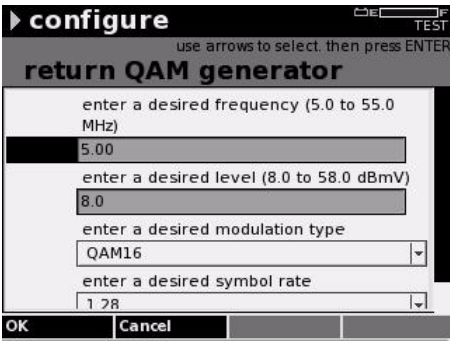 configure
E F
TEST
use arrows to select. then press ENTER
return QAM generator
enter a desired frequency (5.0 to 55.0
MHz)
5.00
enter a desired level (8.0 to 58.0 dBmV)
8.0
enter a desired modulation type
QAM16
enter a desired symbol rate
1.28
OK Cancel